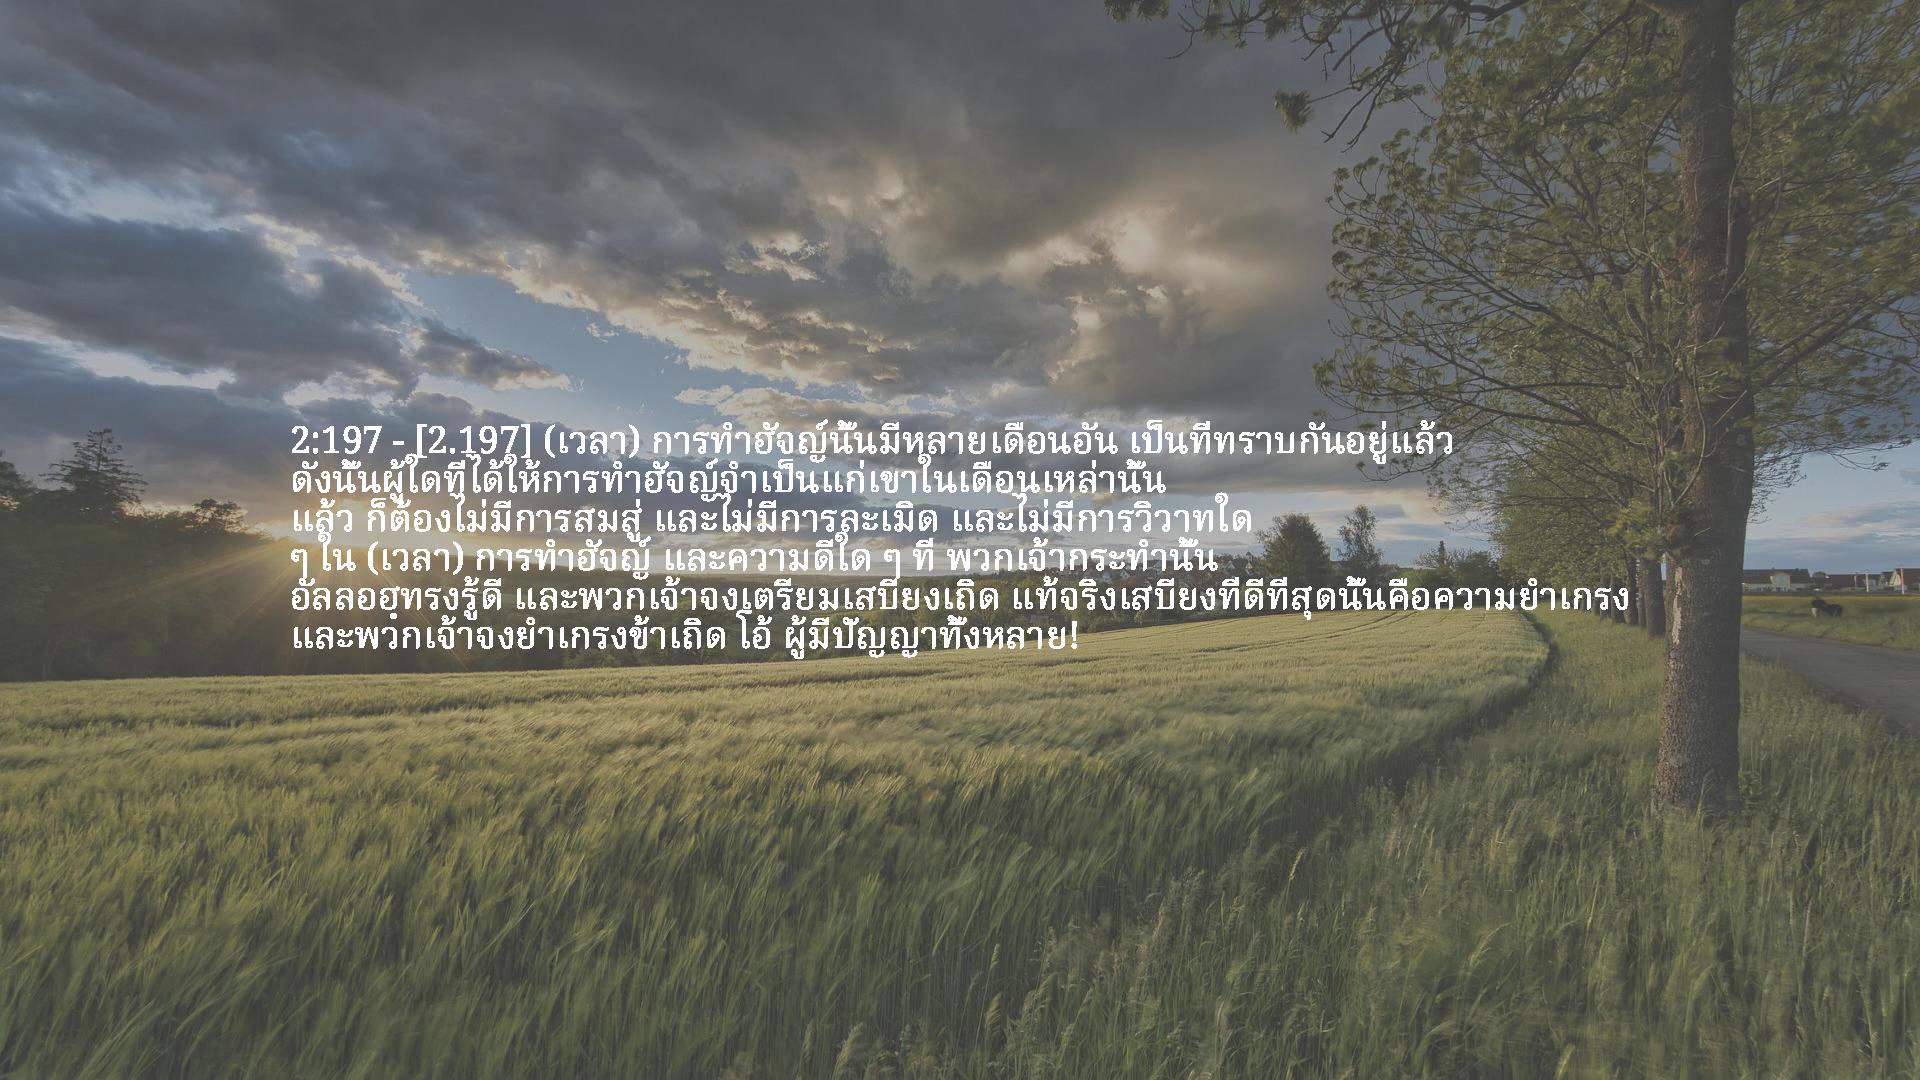 2:197 - [2.197] (เวลา) การทำฮัจญ์นั้นมีหลายเดือนอัน เป็นที่ทราบกันอยู่แล้ว
ดังนั้นผู้ใดที่ได้ให้การทำฮัจญ์จำเป็นแก่เขาในเดือนเหล่านั้น
แล้ว ก็ต้องไม่มีการสมสู่ และไม่มีการละเมิด และไม่มีการวิวาทใด
ๆ ใน (เวลา) การทำฮัจญ์ และความดีใด ๆ ที่ พวกเจ้ากระทำนั้น
อัลลอฮฺทรงรู้ดี และพวกเจ้าจงเตรียมเสบียงเถิด แท้จริงเสบียงที่ดีที่สุดนั้นคือความยำเกรง
และพวกเจ้าจงยำเกรงข้าเถิด โอ้ ผู้มีปัญญาทั้งหลาย!